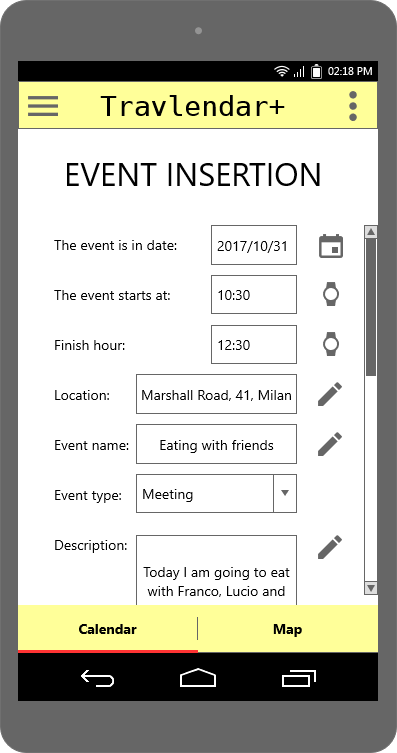 02:18 PM
Travlendar+
EVENT INSERTION
The event is in date: 2017/10/31
The event starts at: 10:30
Finish hour: 12:30
Location: Marshall Road, 41, Milan
Event name: Eating with friends
Event type: Meeting
Description:
Today I am going to eat
with Franco, Lucio and
Calendar Map